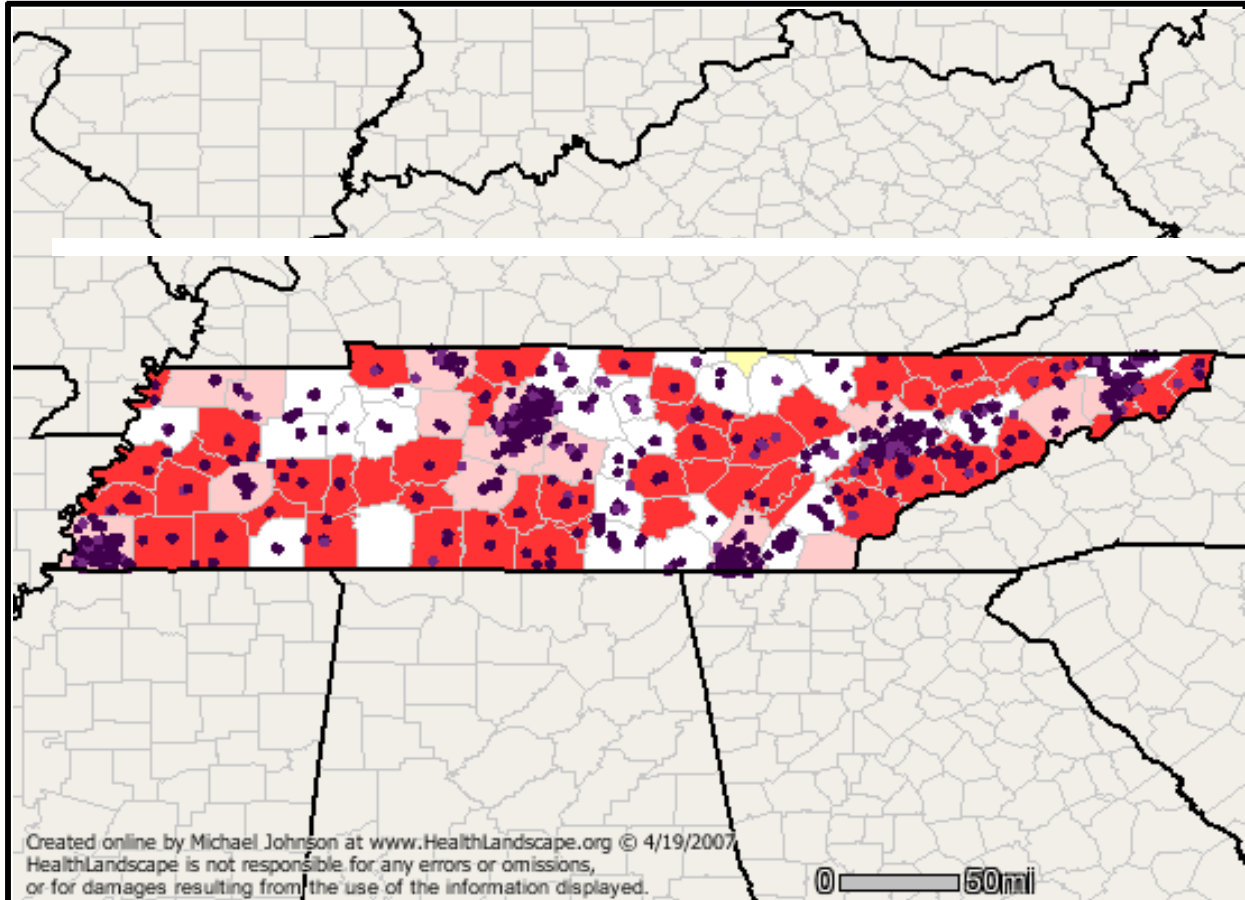 Created online by Michael Johnson at www.HealthLandscape.org © 4/19/2007
HealthLandscape is not responsible for any errors or omissions,
or for damages resulting from the use of the information displayed.
0 50mi